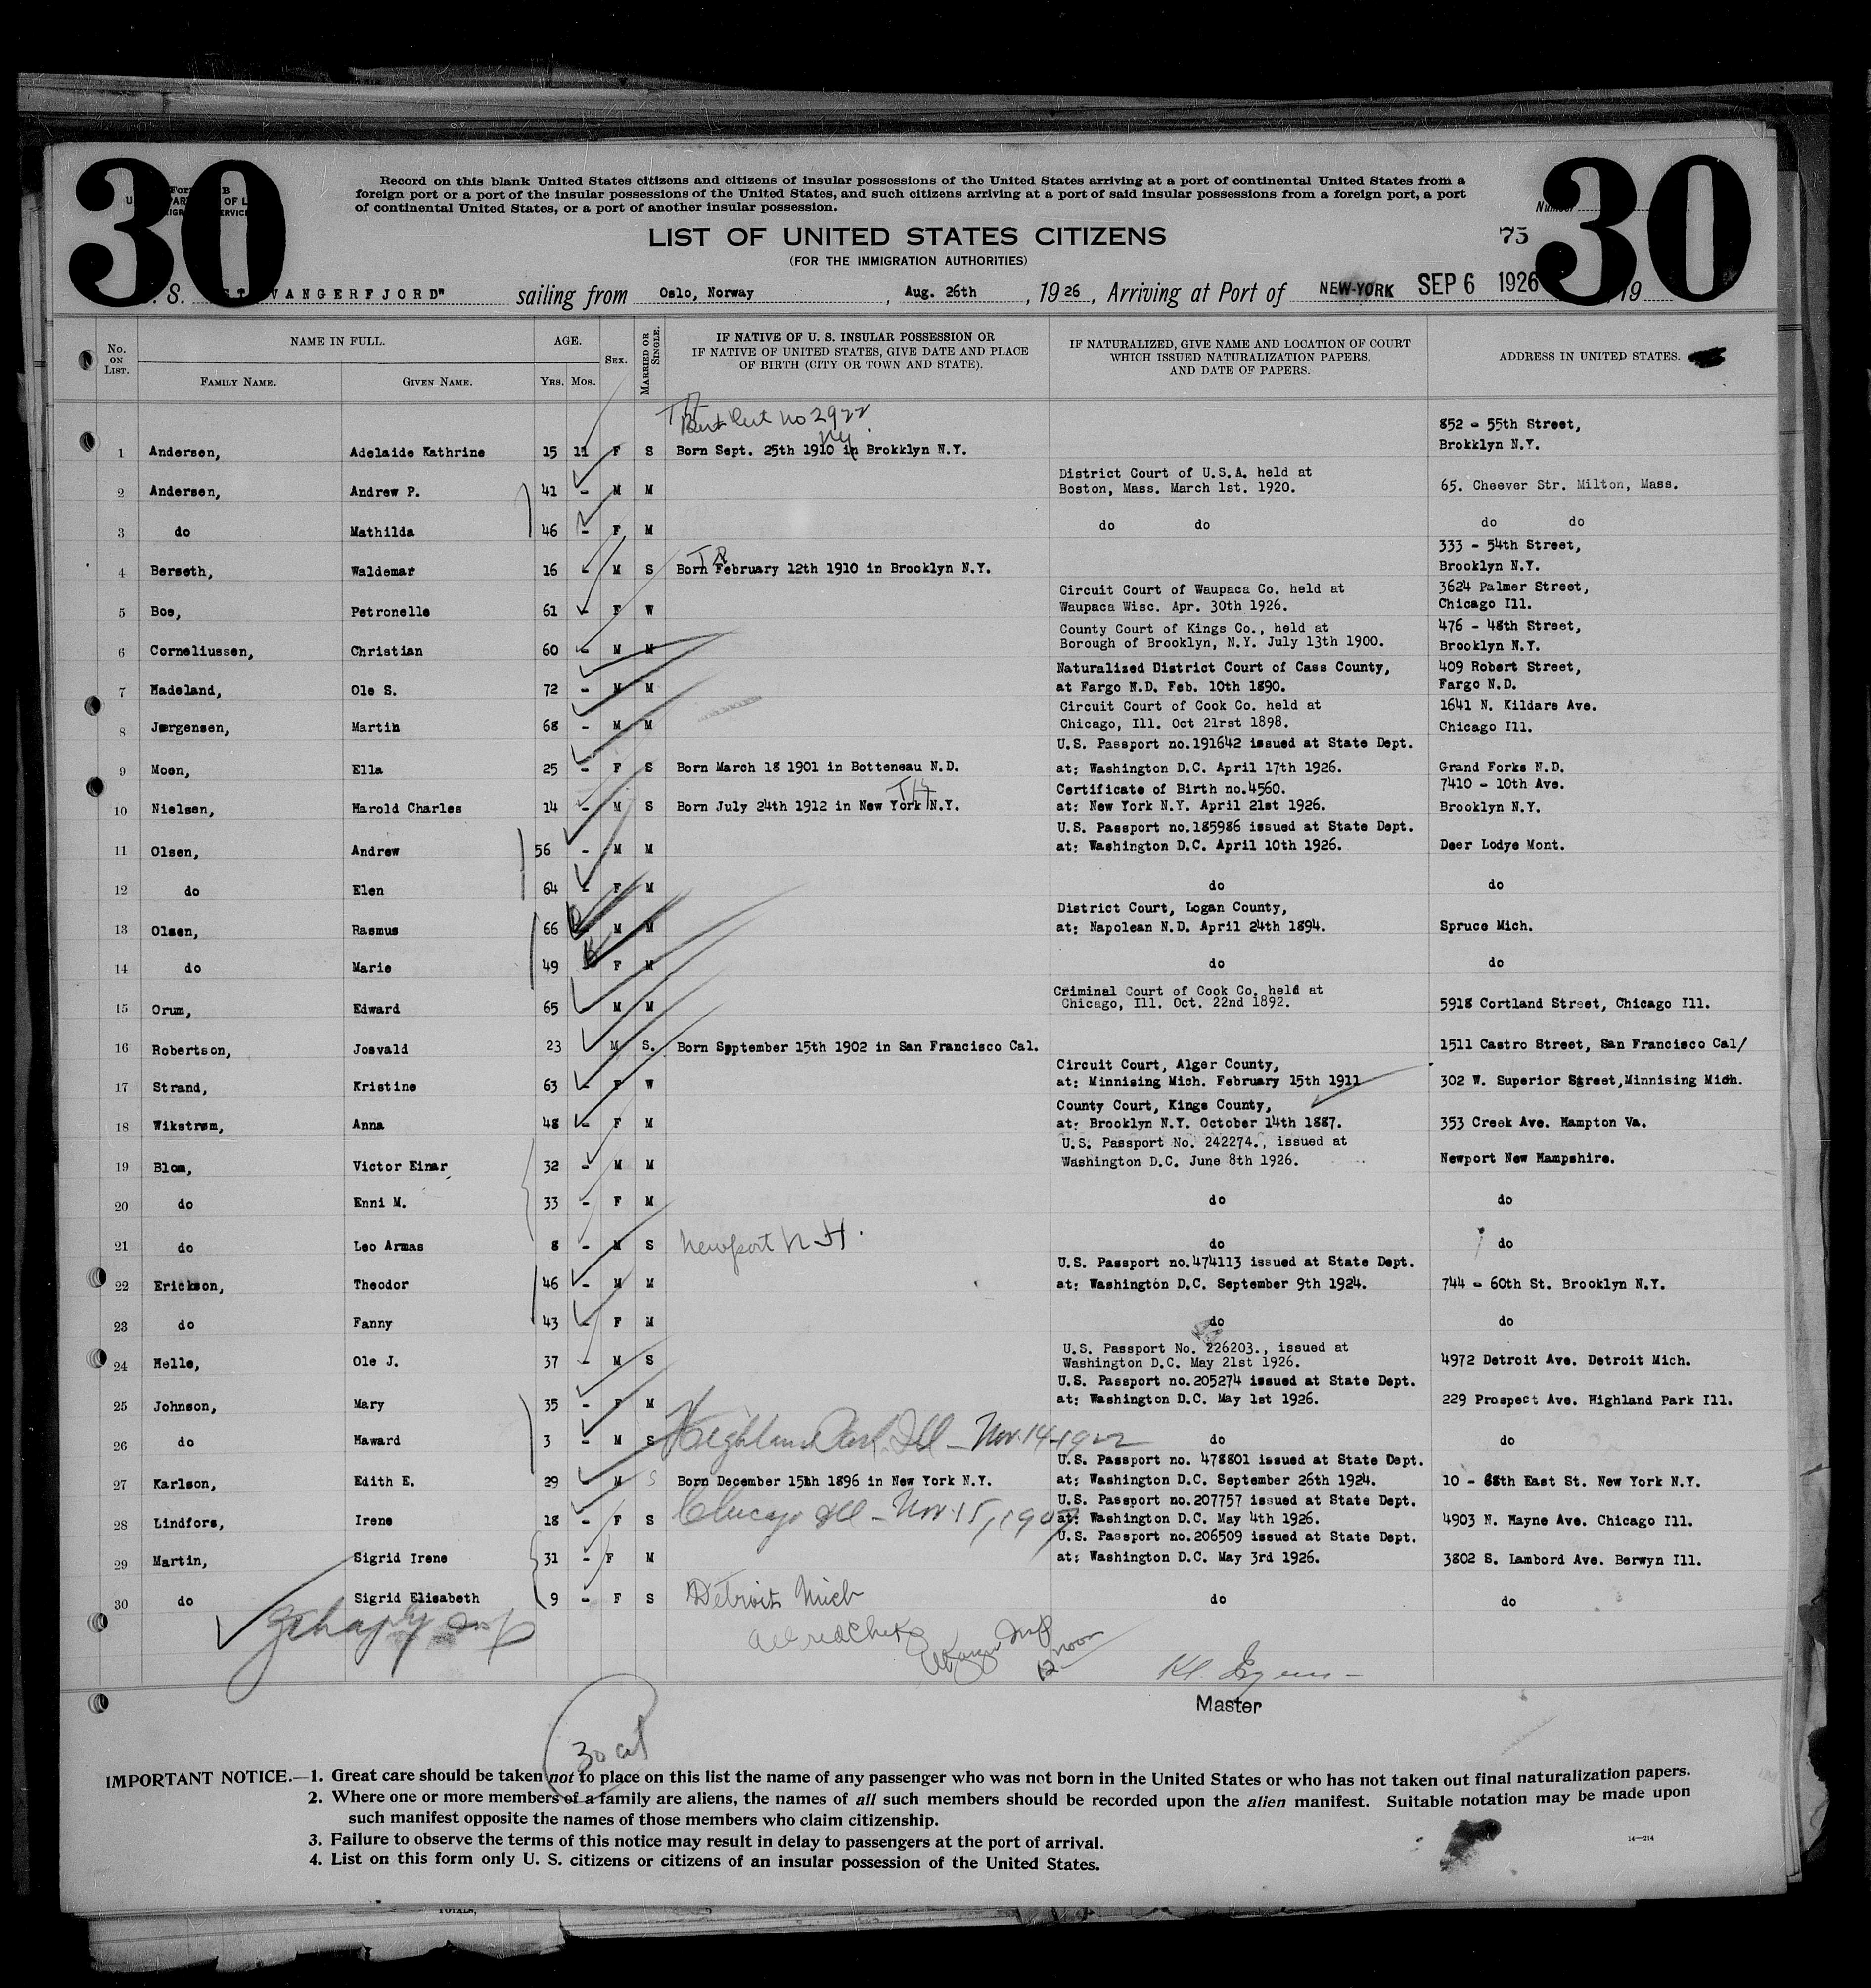 30
30
Record on this blank United States citizens and citizens of insular possessions of the United States arriving at a port of continental United States from a
foreign port or a port of the insular possessions of the United States, and such citizens arriving at a port of said insular possessions from a foreign port, a port
of continental United States, or a port of another insular possession.
Number
LIST OF UNITED STATES CITIZENS
75
(FOR THE IMMIGRATION AUTHORITIES)
S. VANGERFJORD" sailing from Oslo, Norway, Aug. 26th, 1926, Arriving at Port of NEW-YORK SEP 6 1926 19
No. ON LIST.
NAME IN FULL.
FAMILY NAME.
GIVEN NAME.
AGE.
YRS. MOS.
SEX.
MARRIED OR SINGLE.
IF NATIVE OF U. S. INSULAR POSSESSION OR
IF NATIVE OF UNITED STATES, GIVE DATE AND PLACE
OF BIRTH (CITY OR TOWN AND STATE).
IF NATURALIZED, GIVE NAME AND LOCATION OF COURT
WHICH ISSUED NATURALIZATION PAPERS,
AND DATE OF PAPERS.
ADDRESS IN UNITED STATES.
no 2922
NY.
852 - 55th Street,
1 Andersen, Adelaide Kathrine 15 11 F S Born Sept. 25th 1910 in Brokklyn N.Y. Brokklyn N.Y.
District Court of U.S.A. held at
2 Andersen, Andrew P. 41 - M M Boston, Mass. March 1st. 1920. 65. Cheever Str. Milton, Mass.
3 do Mathilda 46 - F M do do do do
333 - 54th Street,
4 Berseth, Waldemar 16 - M S Born February 12th 1910 in Brooklyn N.Y. Brooklyn N.Y.
Circuit Court of Waupaca Co. held at 3624 Palmer Street,
5 Boe, Petronelle 61 - F W Waupaca Wisc. Apr. 30th 1926. Chicago Ill.
County Court of Kings Co., held at 476 - 48th Street,
6 Corneliussen, Christian 60 - M M Borough of Brooklyn, N.Y. July 13th 1900. Brooklyn N.Y.
Naturalized District Court of Cass County, 409 Robert Street,
7 Hadeland, Ole S. 72 - M M at Fargo N.D. Feb. 10th 1890. Fargo N.D.
Circuit Court of Cook Co. held at 1641 N. Kildare Ave.
8 Jørgensen, Martin 68 - M M Chicago, Ill. Oct 21rst 1898. Chicago Ill.
U.S. Passport no.191642 issued at State Dept.
9 Moen, Ella 25 - F S Born March 18 1901 in Botteneau N.D. at: Washington D.C. April 17th 1926. Grand Forks N.D.
Certificate of Birth no.4560. 7410 - 10th Ave.
10 Nielsen, Harold Charles 14 - M S Born July 24th 1912 in New York N.Y. at: New York N.Y. April 21st 1926. Brooklyn N.Y.
U.S. Passport no.185986 issued at State Dept.
11 Olsen, Andrew 56 - M M at: Washington D.C. April 10th 1926. Deer Lodye Mont.
12 do Elen 64 - F M do do
District Court, Logan County,
13 Olsen, Rasmus 66 M M at: Napolean N.D. April 24th 1894. Spruce Mich.
14 do Marie 49 - F M do do
Criminal Court of Cook Co. held at
15 Orum, Edward 65 M M Chicago, Ill. Oct. 22nd 1892. 5918 Cortland Street, Chicago Ill.
16 Robertson, Josvald 23 M S. Born Spptember 15th 1902 in San Francisco Cal. 1511 Castro Street, San Francisco Cal/
Circuit Court, Alger County,
17 Strand, Kristine 63 - F W at: Minnising Mich. February 15th 1911 302 W. Superior Street,Minnising Mich.
County Court, Kings County,
18 Wikstrøm, Anna 48 - F M at: Brooklyn N.Y. October 14th 1887. 353 Creek Ave. Hampton Va.
U.S. Passport No. 242274., issued at
19 Blom, Victor Einar 32 - M M Washington D.C. June 8th 1926. Newport New Hampshire.
20 do Enni M. 33 - F M do do
21 do Leo Armas 8 - M S Newport N.H. do do
U.S. Passport no.474113 issued at State Dept.
22 Erickson, Theodor 46 - M M at: Washington D.C. September 9th 1924. 744 - 60th St. Brooklyn N.Y.
23 do Fanny 43 - F M do do
U.S. Passport No. 226203., issued at
24 Helle, Ole J. 37 - M S Washington D.C. May 21st 1926. 4972 Detroit Ave. Detroit Mich.
U.S. Passport no.205274 issued at State Dept.
25 Johnson, Mary 35 - F M at: Washington D.C. May 1st 1926. 229 Prospect Ave. Highland Park Ill.
26 do Haward 3 - M S Highland Park Ill - Nov. 14-1922 do do
U.S. Passport no. 478801 issued at State Dept.
27 Karlson, Edith E. 29 M S Born December 15th 1896 in New York N.Y. at: Washington D.C. September 26th 1924. 10 - 68th East St. New York N.Y.
U.S. Passport no.207757 issued at State Dept.
28 Lindfors, Irene 18 - F S Chicago Ill - Nov. 15, 1907 at: Washington D.C. May 4th 1926. 4903 N. Hayne Ave. Chicago Ill.
U.S. Passport no.206509 issued at State Dept.
29 Martin, Sigrid Irene 31 - F M at: Washington D.C. May 3rd 1926. 3802 S. Lambord Ave. Berwyn Ill.
30 do Sigrid Elisabeth 9 - F S Detroit Mich do do
12 noon
Master
IMPORTANT NOTICE.—1. Great care should be taken not to place on this list the name of any passenger who was not born in the United States or who has not taken out final naturalization papers.
2. Where one or more members of a family are aliens, the names of all such members should be recorded upon the alien manifest. Suitable notation may be made upon
such manifest opposite the names of those members who claim citizenship.
3. Failure to observe the terms of this notice may result in delay to passengers at the port of arrival.
4. List on this form only U. S. citizens or citizens of an insular possession of the United States.
14—214
TOTALS,